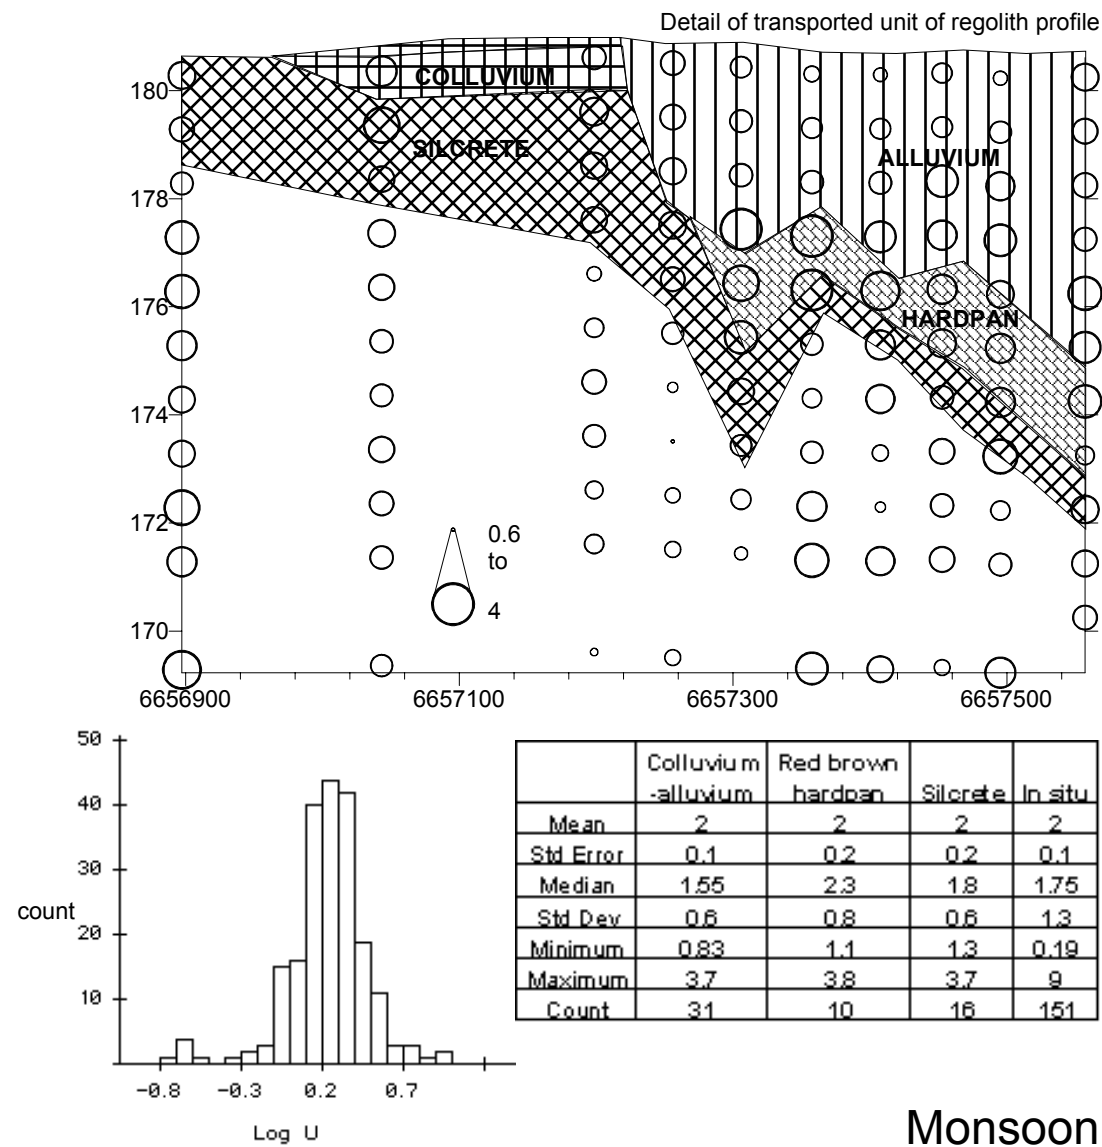 Detail of transported unit of regolith profile
180
178
176
174
172
170
COLLUVIUM
SILCRETE
ALLUVIUM
HARDPAN
0.6
to
4
6656900 6657100 6657300 6657500
50
40
30
20
10
count
-0.8 -0.3 0.2 0.7
Log U
Colluvium Red brown
-alluvium hardpan Silcrete In situ
Mean 2 2 2 2
Std Error 0.1 0.2 0.2 0.1
Median 1.55 2.3 1.8 1.75
Std Dev 0.6 0.8 0.6 1.3
Minimum 0.83 1.1 1.3 0.19
Maximum 3.7 3.8 3.7 9
Count 31 10 16 151
Monsoon